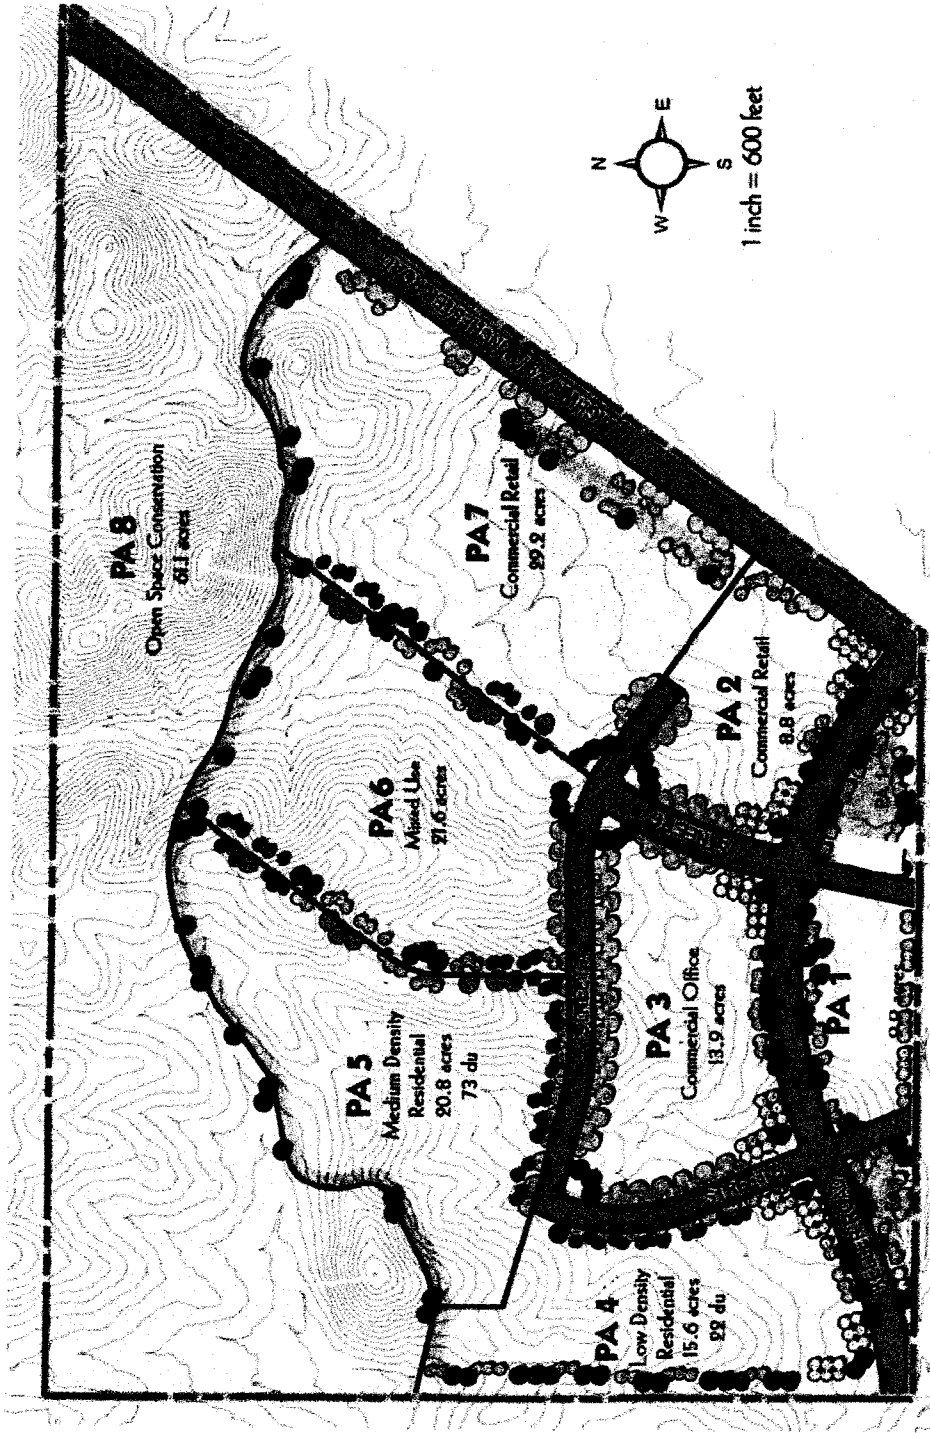 PA 8
Open Space Conservation
61.1 acres
N
E
S
W
1 inch = 600 feet
PA 7
Commercial Retail
29.2 acres
PA 6
Mixed Use
21.6 acres
PA 2
Commercial Retail
8.8 acres
PA 5
Medium Density
Residential
20.8 acres
73 du
PA 3
Commercial Office
13.9 acres
PA 1
acres
PA 4
Low Density
Residential
15.6 acres
22 du